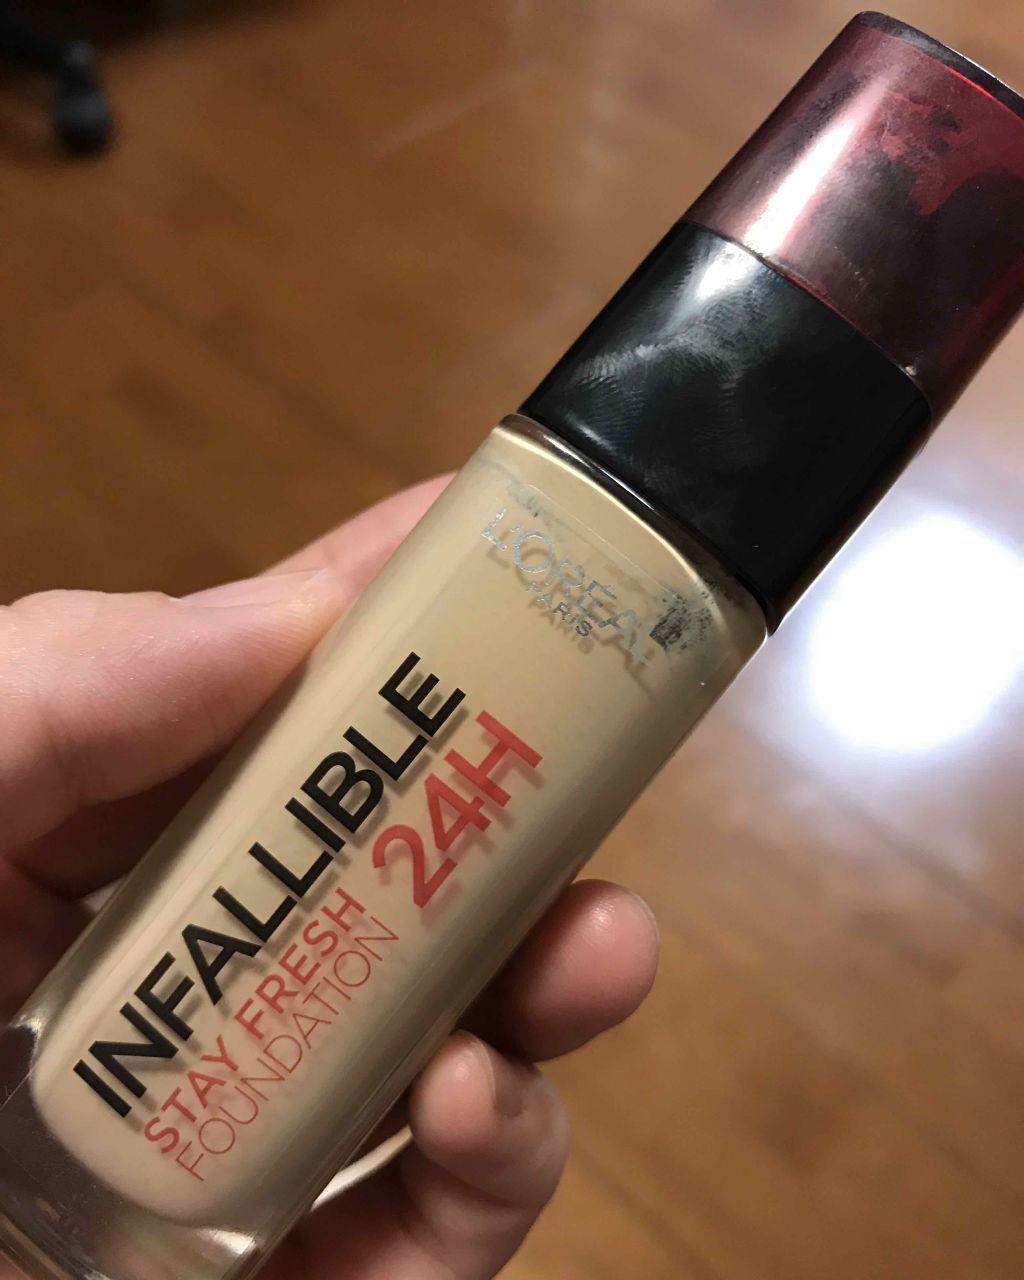 L'ORÉAL
PARIS
INFALLIBLE
24H
STAY FRESH
FOUNDATION